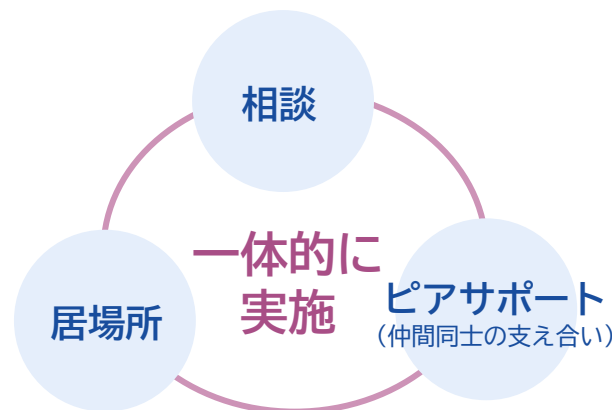 相談
一体的に
実施
居場所
ピアサポート
（仲間同士の支え合い）